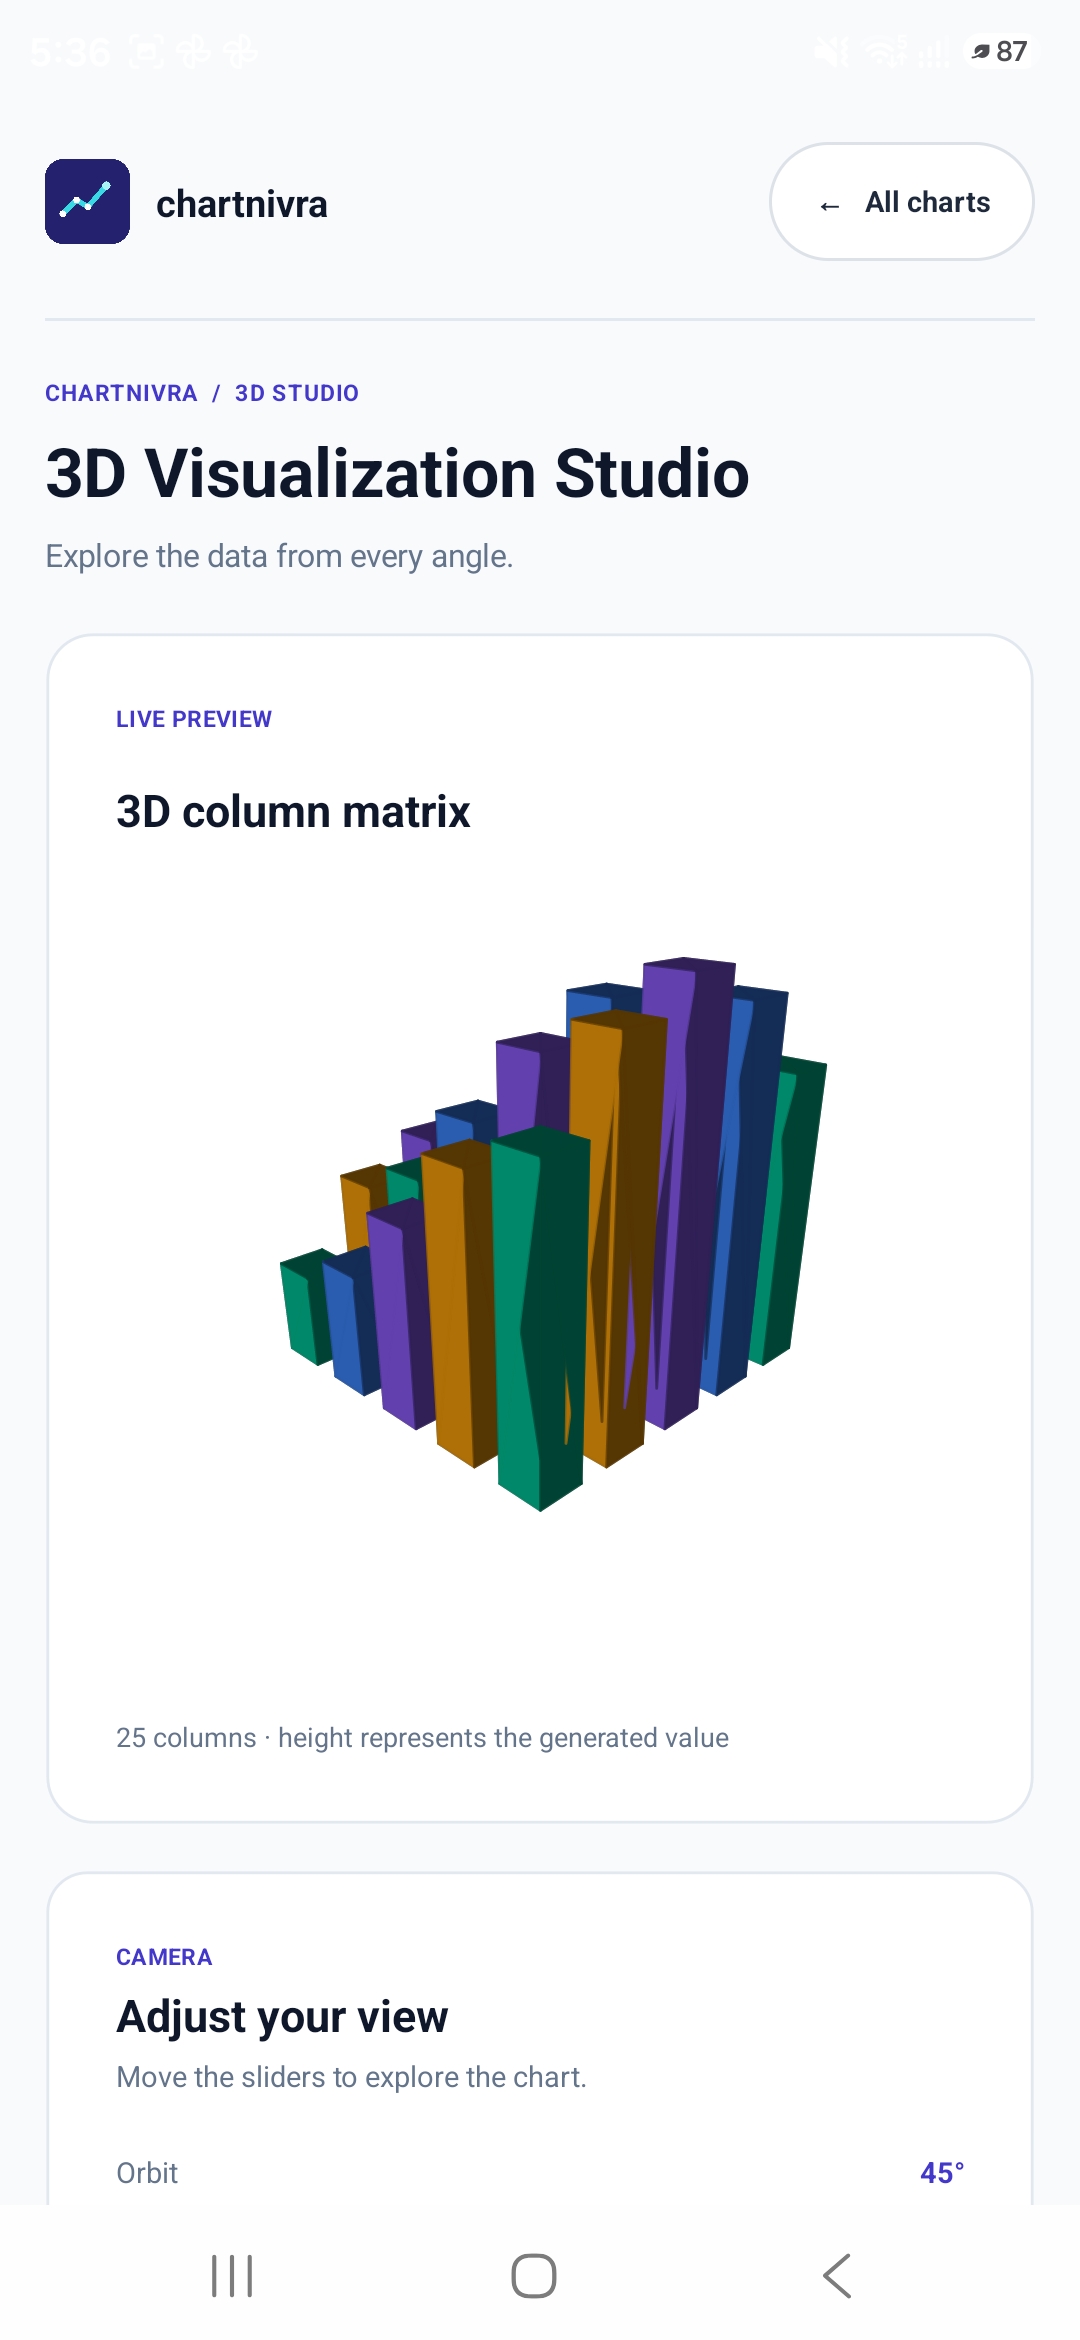 5:36
87
chartnivra
← All charts
CHARTNIVRA / 3D STUDIO
3D Visualization Studio
Explore the data from every angle.
LIVE PREVIEW
3D column matrix
25 columns · height represents the generated value
CAMERA
Adjust your view
Move the sliders to explore the chart.
Orbit 45°